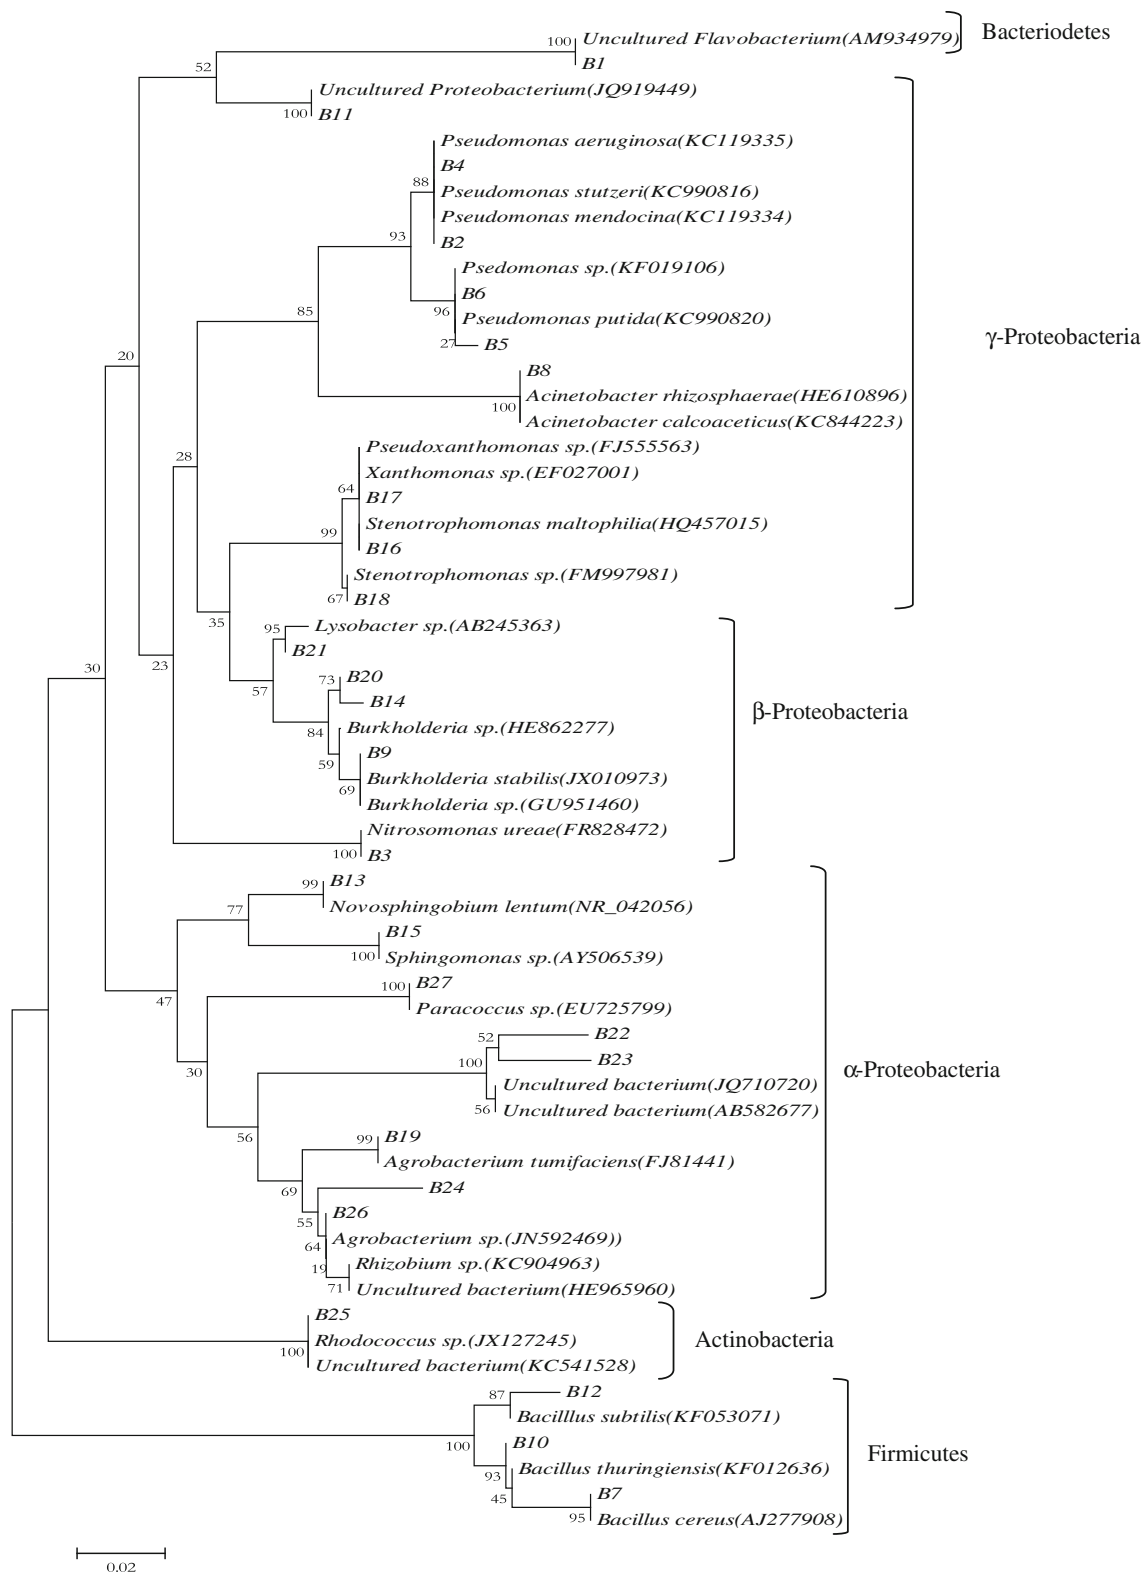 100
Uncultured Flavobacterium(AM934979)
Bacteriodetes
B1
52
Uncultured Proteobacterium(JQ919449)
100
B11
Pseudomonas aeruginosa(KC119335)
B4
88
Pseudomonas stutzeri(KC990816)
Pseudomonas mendocina(KC119334)
93
B2
Psedomonas sp.(KF019106)
B6
96
Pseudomonas putida(KC990820)
27
B5
85
γ-Proteobacteria
20
B8
Acinetobacter rhizosphaerae(HE610896)
100
Acinetobacter calcoaceticus(KC844223)
Pseudoxanthomonas sp.(FJ555563)
28
Xanthomonas sp.(EF027001)
64
B17
Stenotrophomonas maltophilia(HQ457015)
99
B16
Stenotrophomonas sp.(FM997981)
67
B18
35
95
Lysobacter sp.(AB245363)
B21
30
23
57
73
B20
B14
β-Proteobacteria
84
Burkholderia sp.(HE862277)
B9
59
Burkholderia stabilis(JX010973)
69
Burkholderia sp.(GU951460)
Nitrosomonas ureae(FR828472)
100
B3
99
B13
77
Novosphingobium lentum(NR_042056)
B15
100
Sphingomonas sp.(AY506539)
47
100
B27
Paracoccus sp.(EU725799)
52
B22
100
B23
30
α-Proteobacteria
Uncultured bacterium(JQ710720)
56
Uncultured bacterium(AB582677)
56
99
B19
Agrobacterium tumifaciens(FJ81441)
69
B24
55
B26
64
Agrobacterium sp.(JN592469))
19
Rhizobium sp.(KC904963)
71
Uncultured bacterium(HE965960)
B25
Rhodococcus sp.(JX127245)
Actinobacteria
100
Uncultured bacterium(KC541528)
87
B12
Bacilllus subtilis(KF053071)
100
B10
Firmicutes
93
Bacillus thuringiensis(KF012636)
45
B7
95
Bacillus cereus(AJ277908)
0.02